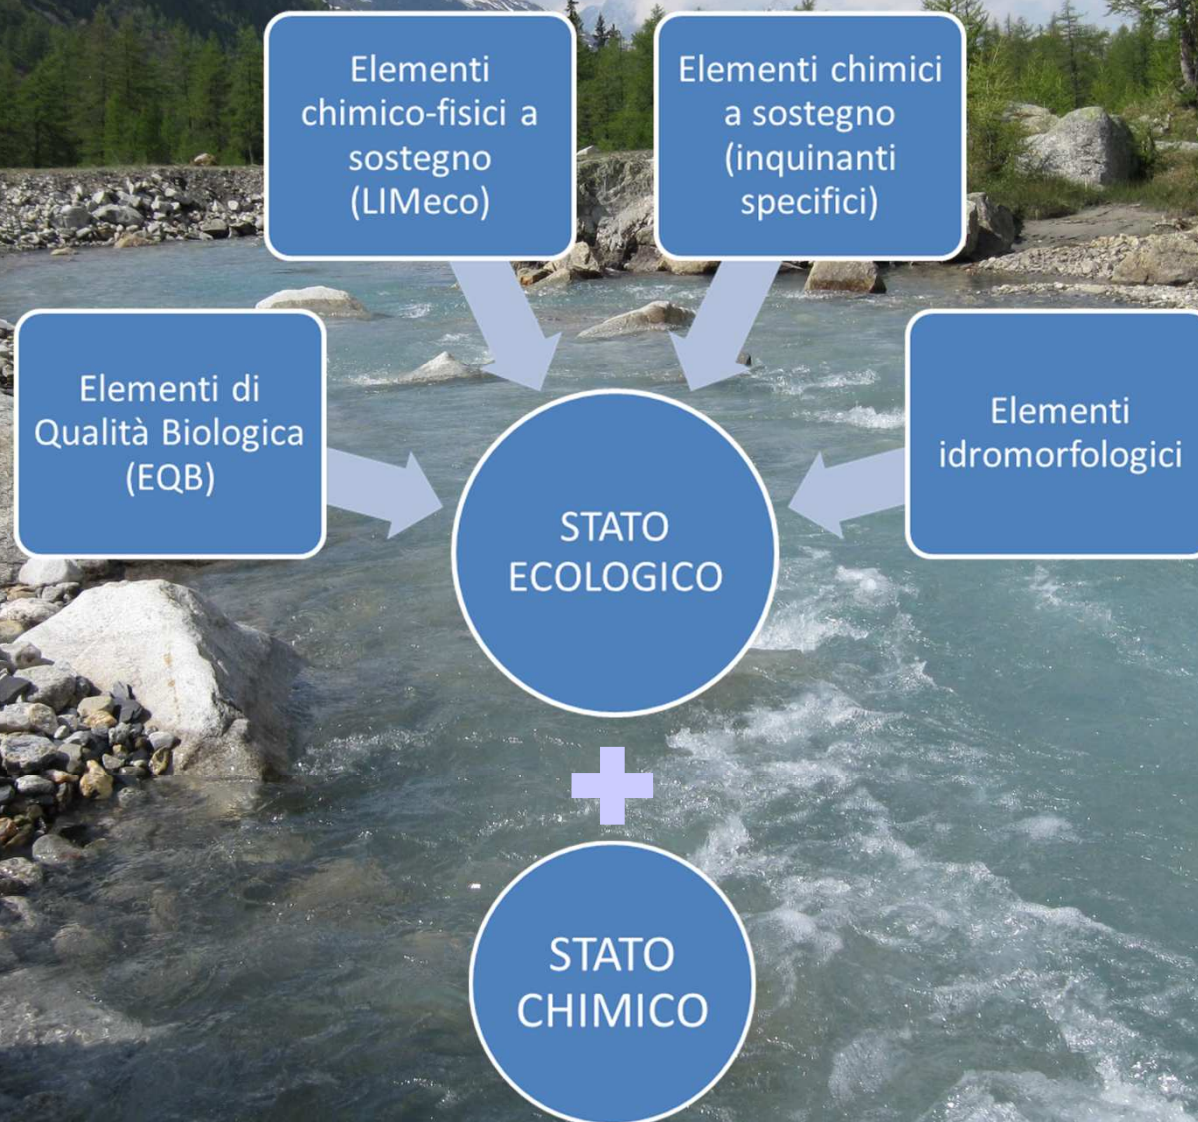 Elementi
chimico-fisici a
sostegno
(LIMeco)
Elementi chimici
a sostegno
(inquinanti
specifici)
Elementi di
Qualità Biologica
(EQB)
Elementi
idromorfologici
STATO
ECOLOGICO
STATO
CHIMICO